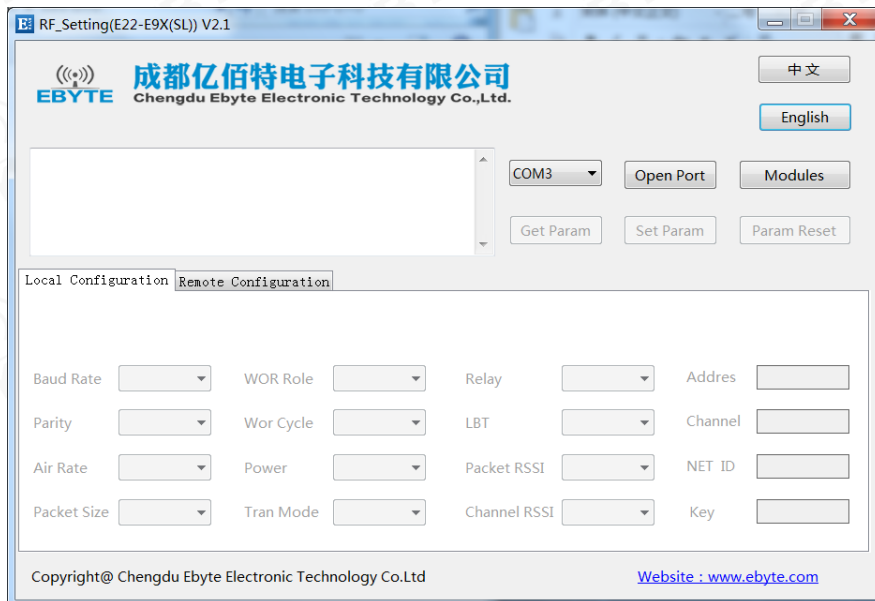 RF_Setting(E22-E9X(SL)) V2.1
EBYTE
成都亿佰特电子科技有限公司
Chengdu Ebyte Electronic Technology Co.,Ltd.
中文
English
COM3
Open Port
Modules
Get Param
Set Param
Param Reset
Local Configuration
Remote Configuration
Baud Rate
WOR Role
Relay
Addres
Parity
Wor Cycle
LBT
Channel
Air Rate
Power
Packet RSSI
NET ID
Packet Size
Tran Mode
Channel RSSI
Key
Copyright@ Chengdu Ebyte Electronic Technology Co.Ltd
Website : www.ebyte.com